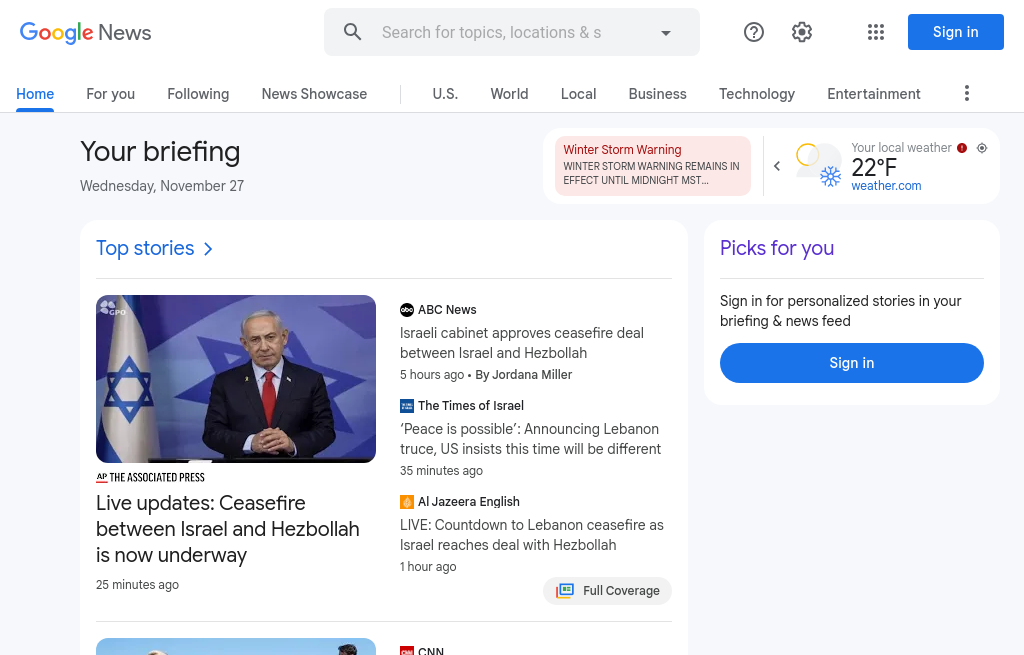 Google News
Search for topics, locations & s
Sign in
Home
For you
Following
News Showcase
U.S.
World
Local
Business
Technology
Entertainment
Your briefing
Wednesday, November 27
Winter Storm Warning
WINTER STORM WARNING REMAINS IN
EFFECT UNTIL MIDNIGHT MST...
Your local weather
22°F
weather.com
Top stories
GPO
AP THE ASSOCIATED PRESS
Live updates: Ceasefire
between Israel and Hezbollah
is now underway
25 minutes ago
abc ABC News
Israeli cabinet approves ceasefire deal
between Israel and Hezbollah
5 hours ago • By Jordana Miller
The Times of Israel
‘Peace is possible’: Announcing Lebanon
truce, US insists this time will be different
35 minutes ago
Al Jazeera English
LIVE: Countdown to Lebanon ceasefire as
Israel reaches deal with Hezbollah
1 hour ago
Full Coverage
CNN CNN
Picks for you
Sign in for personalized stories in your
briefing & news feed
Sign in